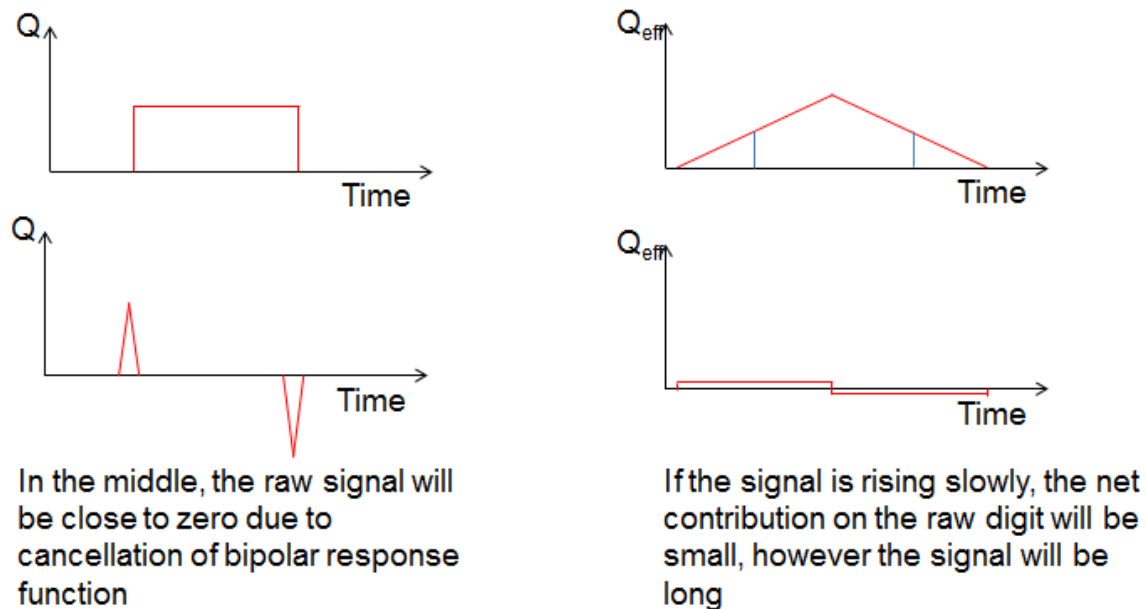 Q
Time
Q
Time
In the middle, the raw signal will
be close to zero due to
cancellation of bipolar response
function
Qeff
Time
Qeff
Time
If the signal is rising slowly, the net
contribution on the raw digit will be
small, however the signal will be
long